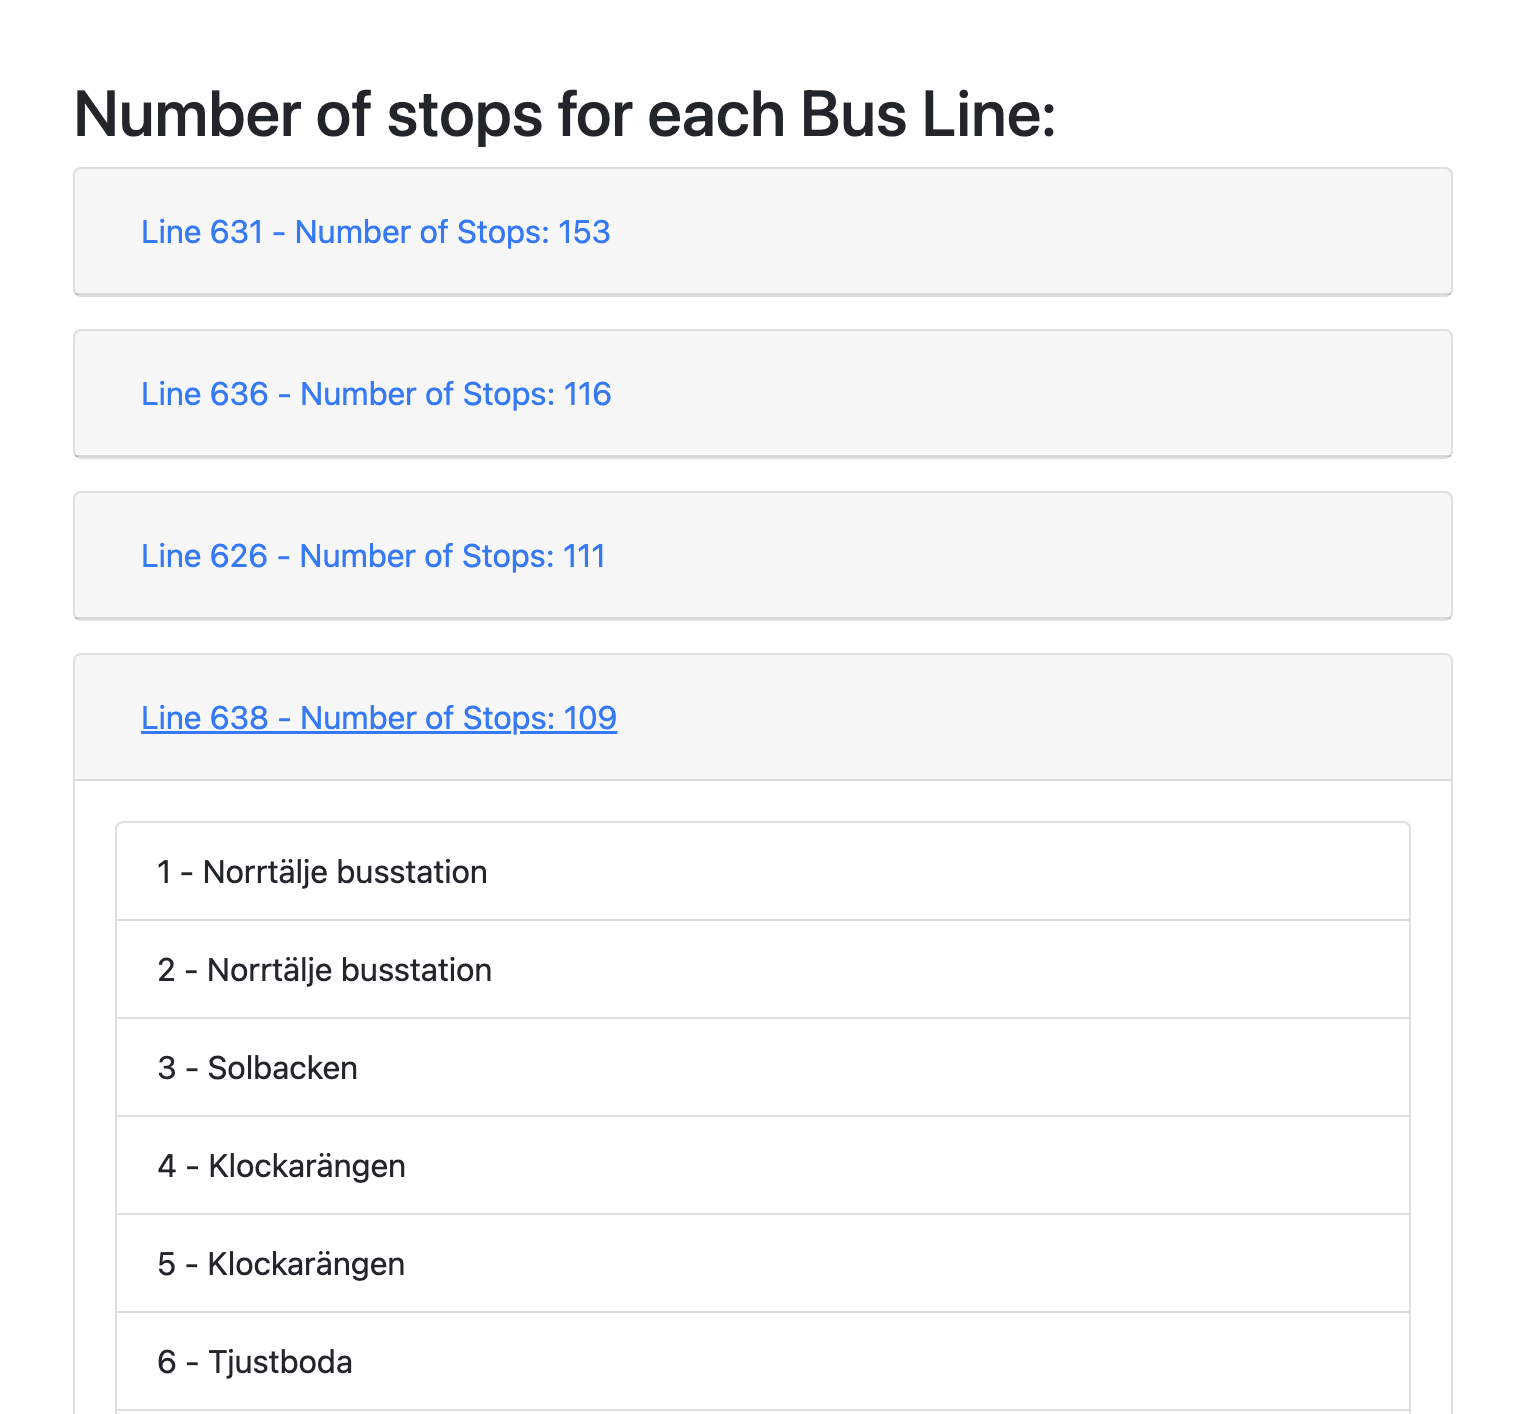 Number of stops for each Bus Line:
Line 631 - Number of Stops: 153
Line 636 - Number of Stops: 116
Line 626 - Number of Stops: 111
Line 638 - Number of Stops: 109
1 - Norrtälje busstation
2 - Norrtälje busstation
3 - Solbacken
4 - Klockarängen
5 - Klockarängen
6 - Tjustboda